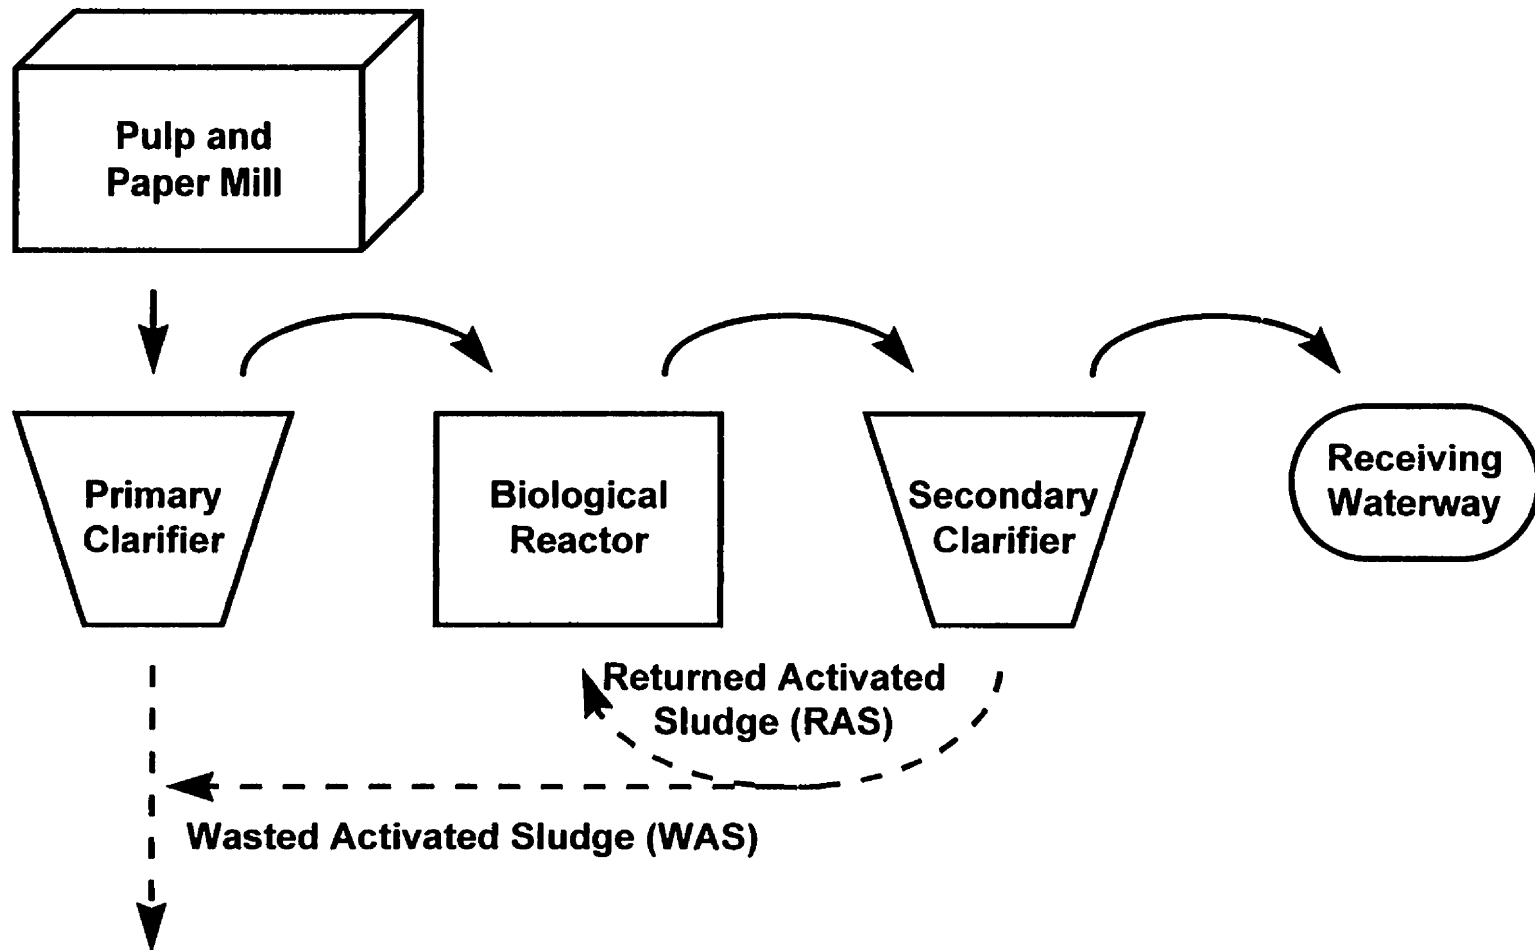 Pulp and
Paper Mill
Primary
Clarifier
Biological
Reactor
Secondary
Clarifier
Receiving
Waterway
Returned Activated
Sludge (RAS)
Wasted Activated Sludge (WAS)